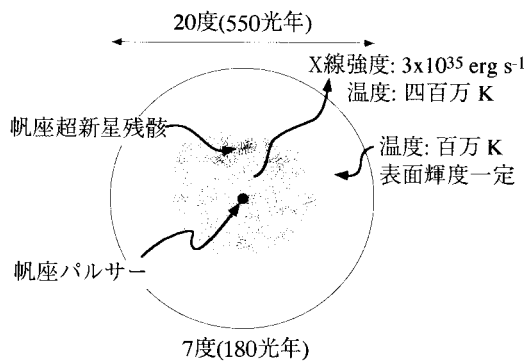 20度(550光年)
X線強度: 3x10³⁵ erg s⁻¹
温度: 四百万 K
帆座超新星残骸
温度: 百万 K
表面輝度一定
帆座パルサー
7度(180光年)